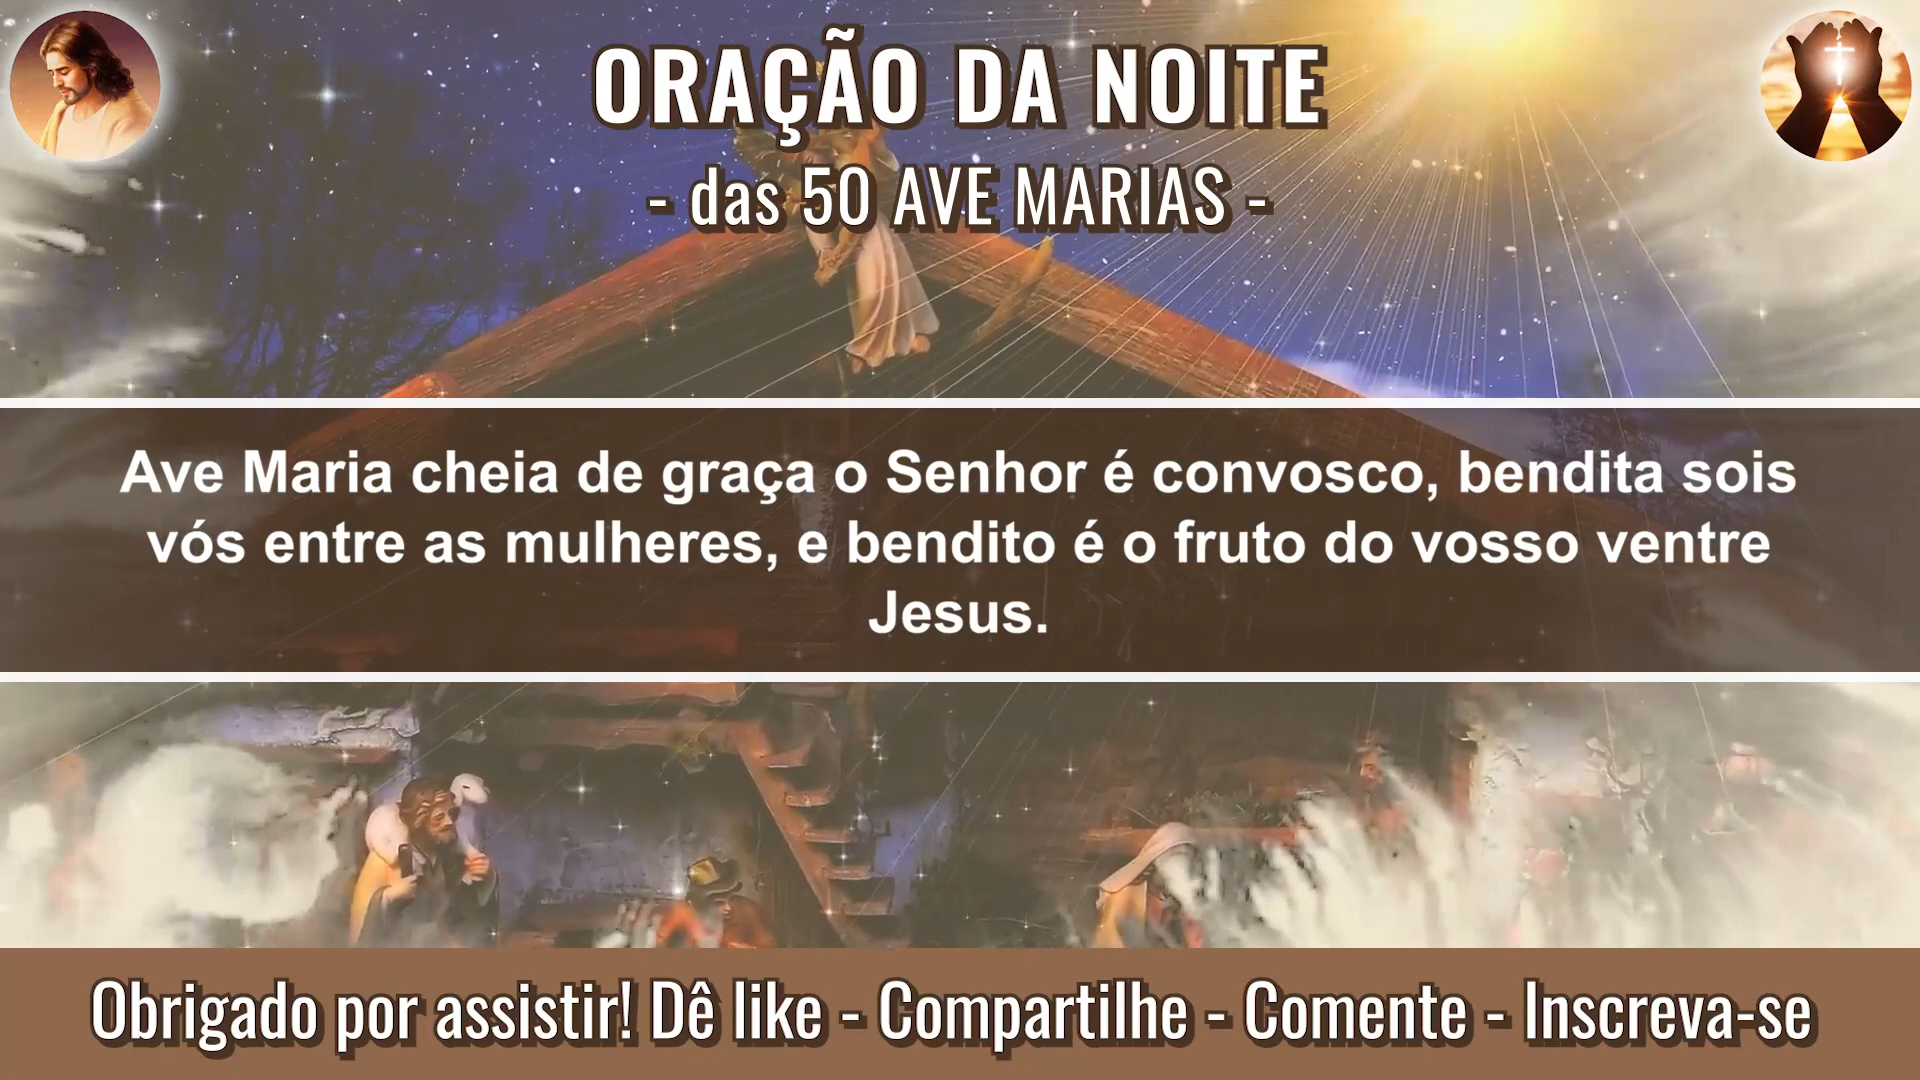 ORAÇÃO DA NOITE
- das 50 AVE MARIAS -
Ave Maria cheia de graça o Senhor é convosco, bendita sois
vós entre as mulheres, e bendito é o fruto do vosso ventre
Jesus.
Obrigado por assistir! Dê like - Compartilhe - Comente - Inscreva-se